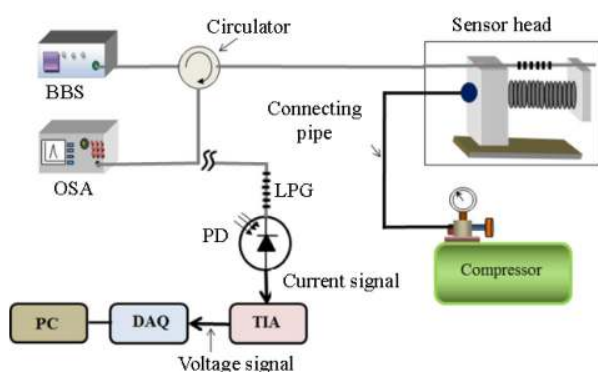 Circulator
Sensor head
BBS
Connecting
pipe
OSA
LPG
PD
Current signal
Compressor
PC
DAQ
TIA
Voltage signal